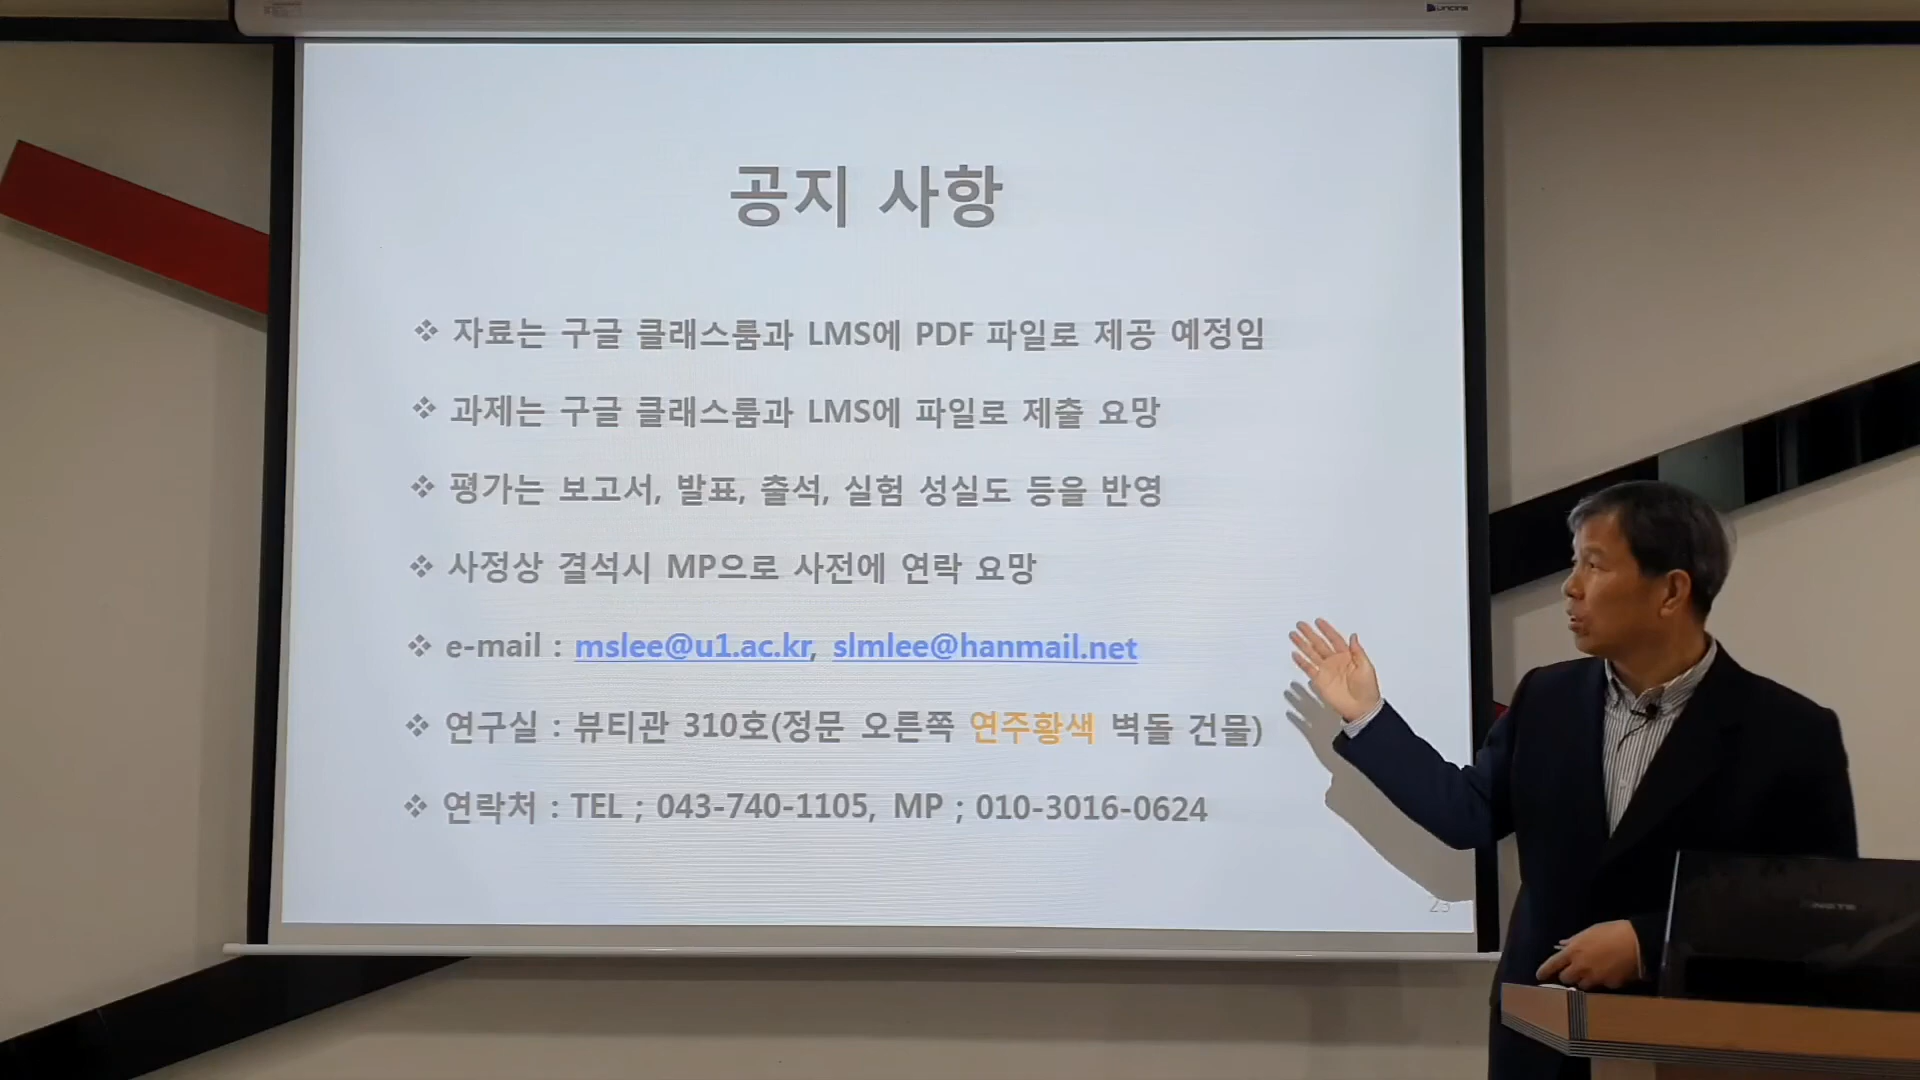 공지 사항
❖ 자료는 구글 클래스룸과 LMS에 PDF 파일로 제공 예정임
❖ 과제는 구글 클래스룸과 LMS에 파일로 제출 요망
❖ 평가는 보고서, 발표, 출석, 실험 성실도 등을 반영
❖ 사정상 결석시 MP으로 사전에 연락 요망
❖ e-mail : mslee@u1.ac.kr, slmlee@hanmail.net
❖ 연구실 : 뷰티관 310호(정문 오른쪽 연주황색 벽돌 건물)
❖ 연락처 : TEL ; 043-740-1105, MP ; 010-3016-0624
23